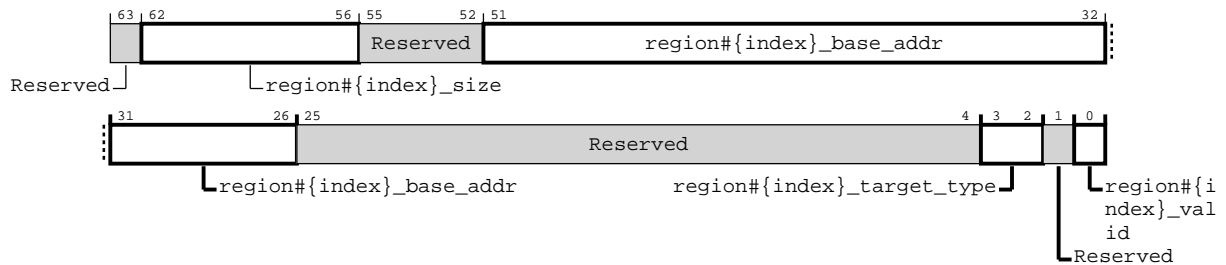 63 62 56 55 52 51 32
Reserved region#{index}_base_addr
Reserved region#{index}_size
31 26 25 4 3 2 1 0
Reserved
region#{index}_base_addr region#{index}_target_type region#{i
ndex}_val
id
Reserved